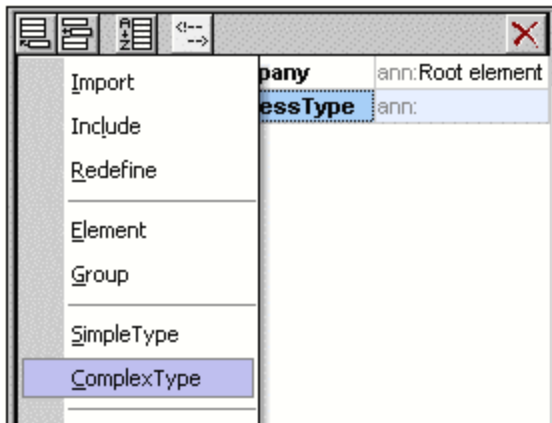 A
Z
<!--
-->
pany ann:Root element
essType ann:
Import
Include
Redefine
Element
Group
SimpleType
ComplexType